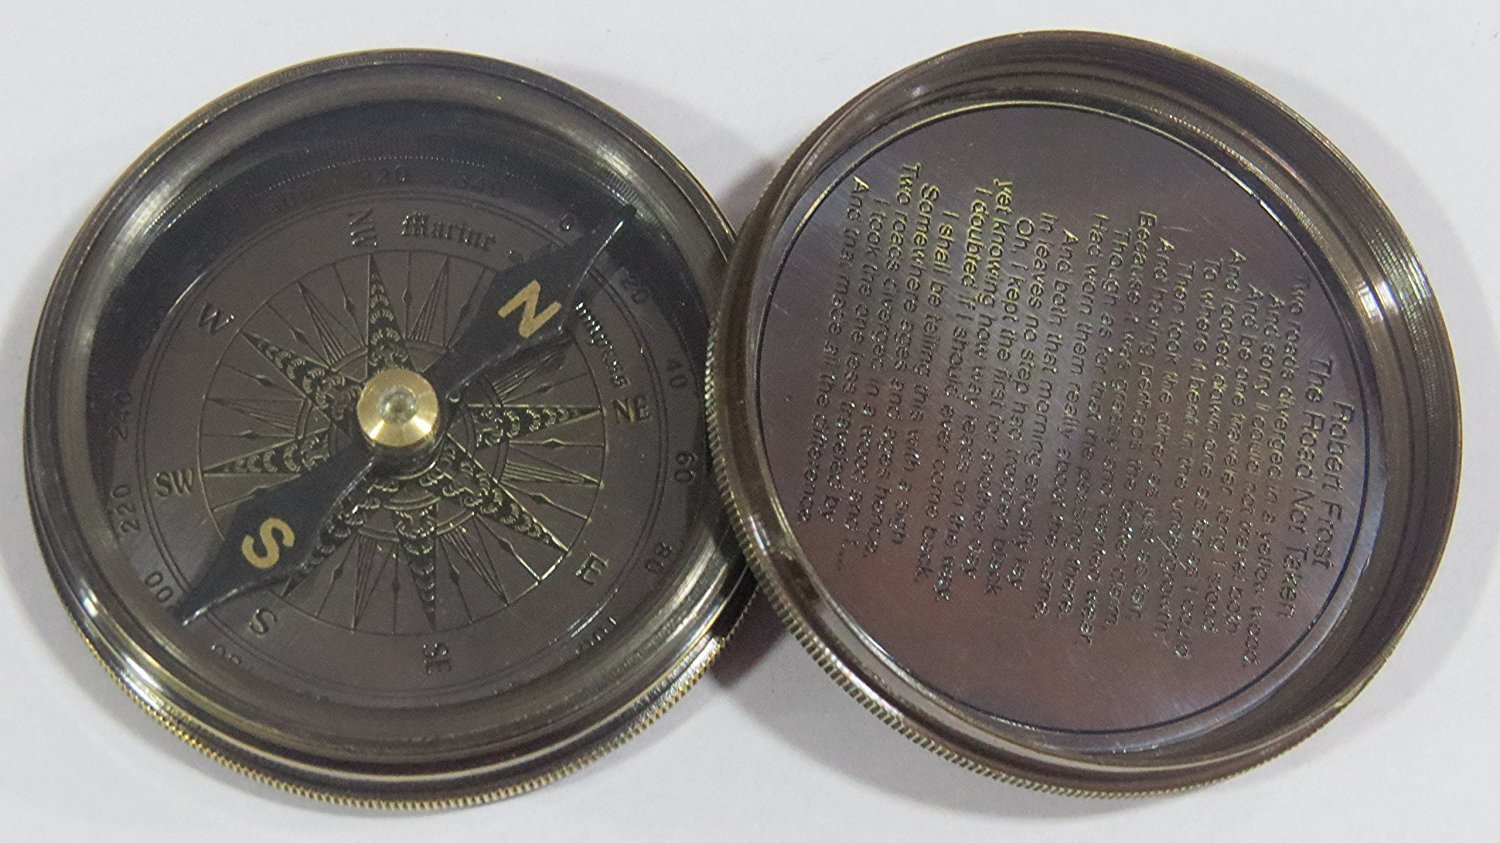 Marine
Compass
N
S
NW
W
SW
S
SE
E
NE
20
40
60
80
100
220
240
Robert Frost
The Road Not Taken
Two roads diverged in a yellow wood,
And sorry I could not travel both
And be one traveler, long I stood
And looked down one as far as I could
To where it bent in the undergrowth;
Then took the other as just as fair,
And having perhaps the better claim,
Because it was grassy and wanted wear,
Though as for that the passing there
Had worn them really about the same,
And both that morning equally lay
In leaves no step had trodden black
Oh, I kept the first for another day
yet knowing how way leads on the way,
I doubted if I should ever come back,
I shall be telling this with a sigh
Somewhere ages and ages hence,
Two roads diverged in a wood and I....
I took the one less traveled by
And that made all the difference,